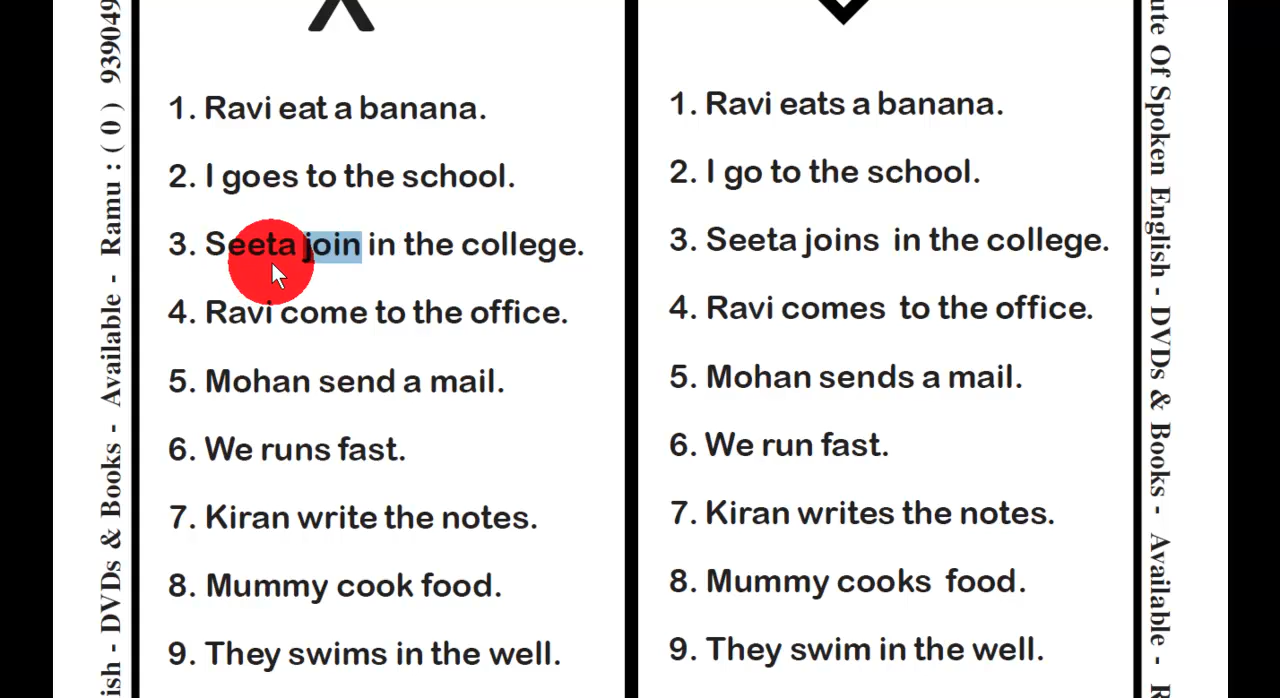 X
1. Ravi eat a banana.
2. I goes to the school.
3. Seeta join in the college.
4. Ravi come to the office.
5. Mohan send a mail.
6. We runs fast.
7. Kiran write the notes.
8. Mummy cook food.
9. They swims in the well.
1. Ravi eats a banana.
2. I go to the school.
3. Seeta joins in the college.
4. Ravi comes to the office.
5. Mohan sends a mail.
6. We run fast.
7. Kiran writes the notes.
8. Mummy cooks food.
9. They swim in the well.
ish - DVDs & Books - Available - Ramu : ( 0 ) 939049
ute Of Spoken English - DVDs & Books - Available - R